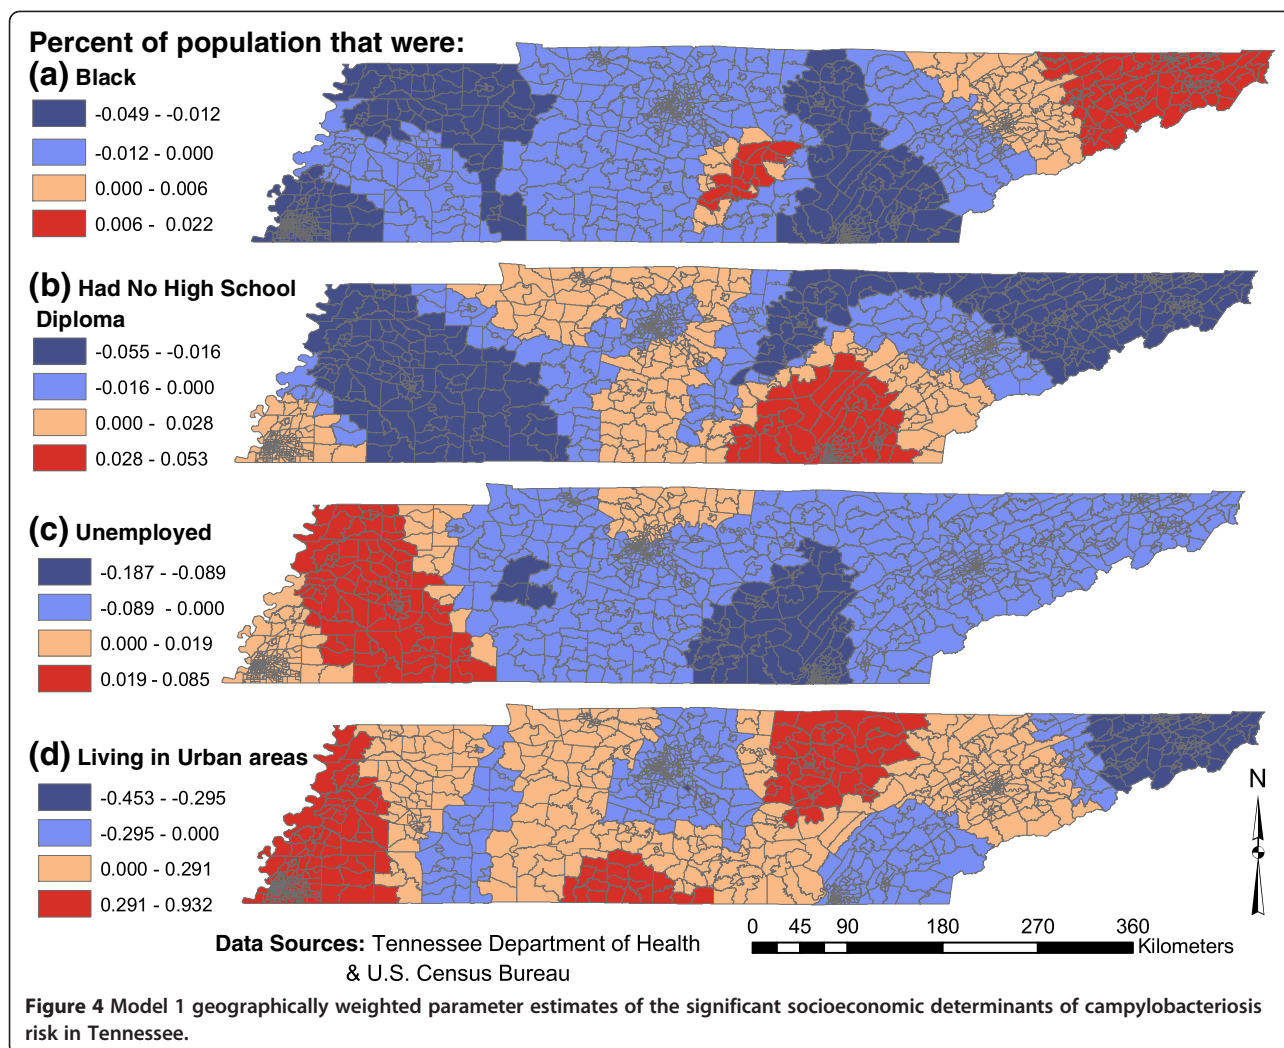 Percent of population that were:
(a) Black
-0.049 - -0.012
-0.012 - 0.000
0.000 - 0.006
0.006 - 0.022
(b) Had No High School
Diploma
-0.055 - -0.016
-0.016 - 0.000
0.000 - 0.028
0.028 - 0.053
(c) Unemployed
-0.187 - -0.089
-0.089 - 0.000
0.000 - 0.019
0.019 - 0.085
(d) Living in Urban areas
-0.453 - -0.295
-0.295 - 0.000
0.000 - 0.291
0.291 - 0.932
N
0 45 90 180 270 360
Kilometers
Data Sources: Tennessee Department of Health
& U.S. Census Bureau
Figure 4 Model 1 geographically weighted parameter estimates of the significant socioeconomic determinants of campylobacteriosis
risk in Tennessee.